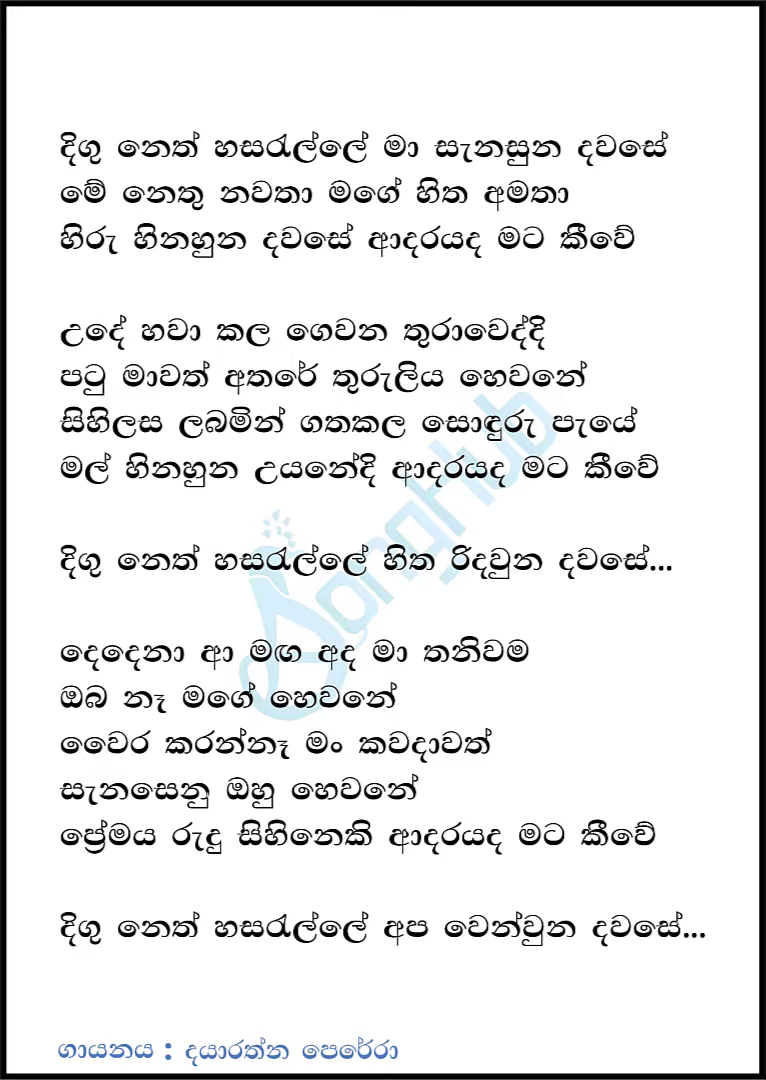 දිගු නෙත් හසරැල්ලේ මා සැනසුන දවසේ
මේ නෙතු නවතා මගේ හිත අමතා
හිරු හිනහුන දවසේ ආදරයද මට කීවේ
උදේ හවා කල ගෙවන තුරාවෙද්දි
පටු මාවත් අතරේ තුරුලිය හෙවනේ
සිහිලස ලබමින් ගතකල සොඳුරු පැයේ
මල් හිනහුන උයනේදි ආදරයද මට කීවේ
දිගු නෙත් හසරැල්ලේ හිත රිදවුන දවසේ...
දෙදෙනා ආ මඟ අද මා තනිවම
ඔබ නෑ මගේ හෙවනේ
වෛර කරන්නෑ මං කවදාවත්
සැනසෙනු ඔහු හෙවනේ
ප්‍රේමය රුදු සිහිනෙකි ආදරයද මට කීවේ
දිගු නෙත් හසරැල්ලේ අප වෙන්වුන දවසේ...
SongHub
ගායනය : දයාරත්න පෙරේරා